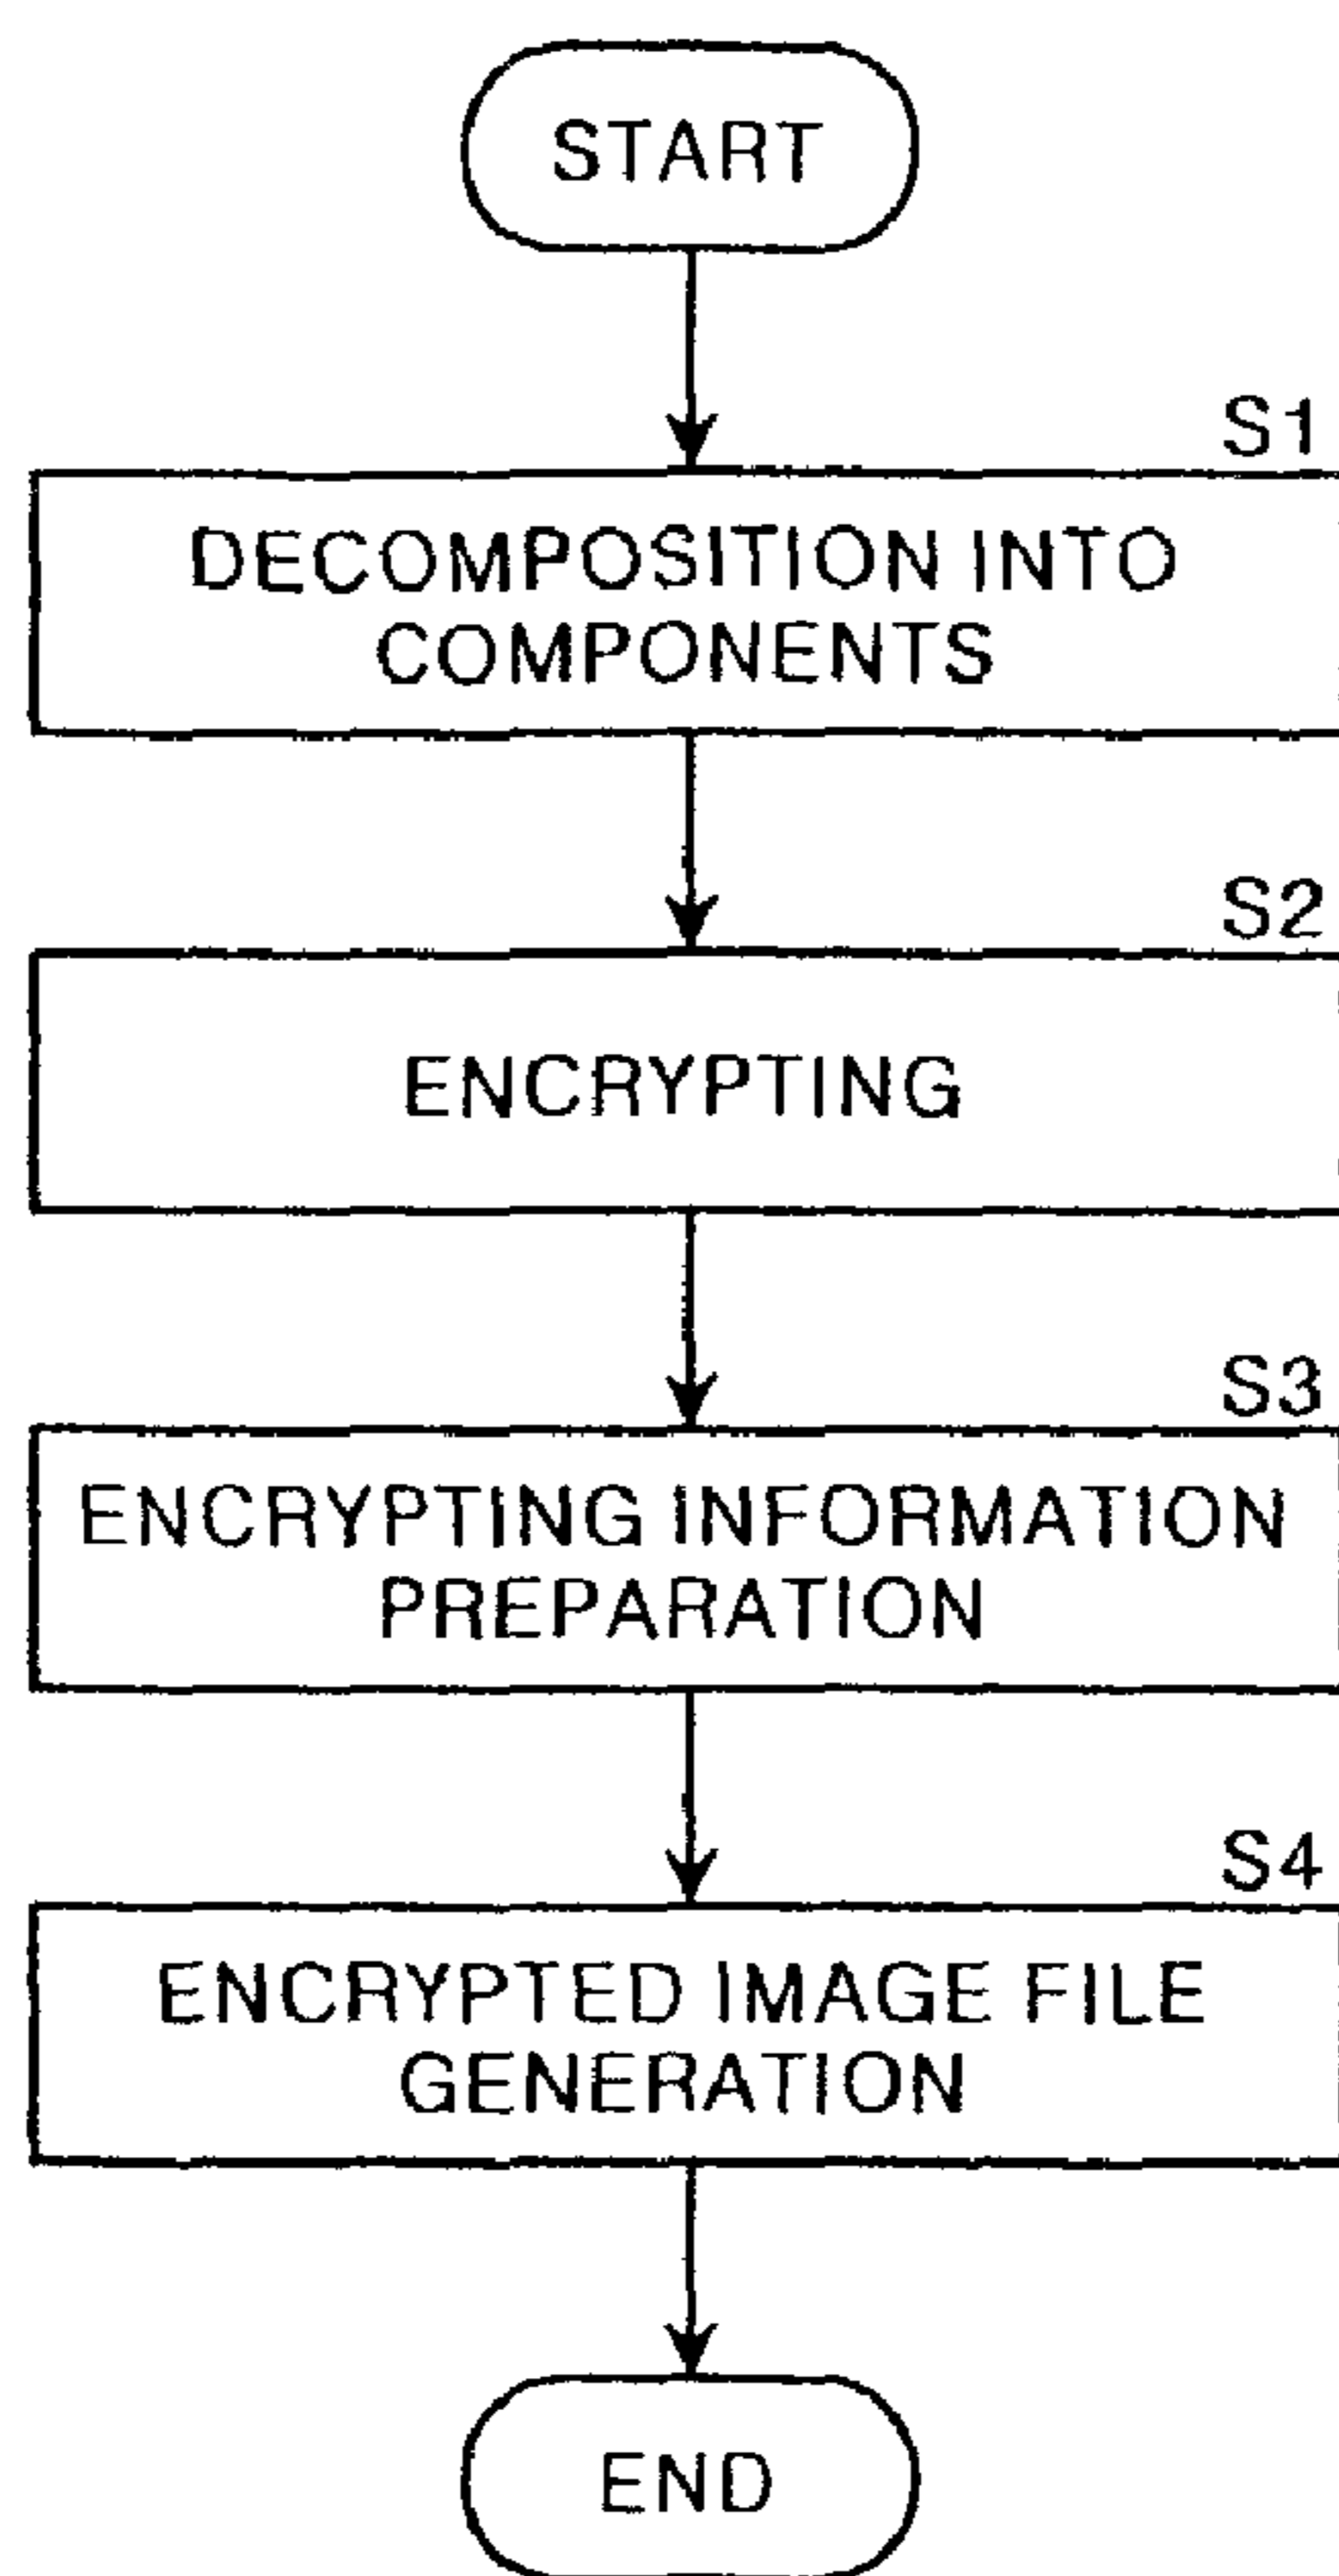 START
S1
DECOMPOSITION INTO
COMPONENTS
S2
ENCRYPTING
S3
ENCRYPTING INFORMATION
PREPARATION
S4
ENCRYPTED IMAGE FILE
GENERATION
END